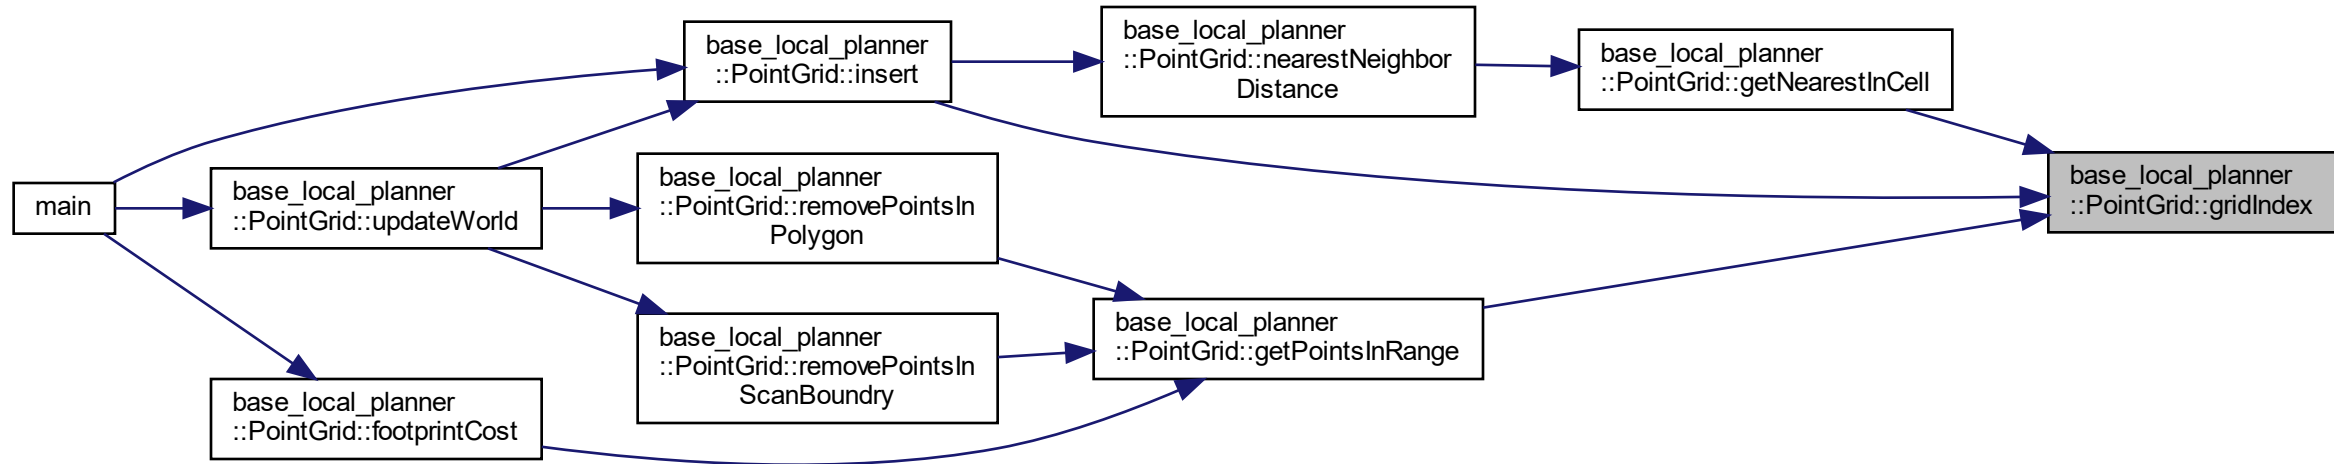 main
base_local_planner
::PointGrid::updateWorld
base_local_planner
::PointGrid::footprintCost
base_local_planner
::PointGrid::insert
base_local_planner
::PointGrid::removePointsIn
Polygon
base_local_planner
::PointGrid::removePointsIn
ScanBoundry
base_local_planner
::PointGrid::nearestNeighbor
Distance
base_local_planner
::PointGrid::getPointsInRange
base_local_planner
::PointGrid::getNearestInCell
base_local_planner
::PointGrid::gridIndex